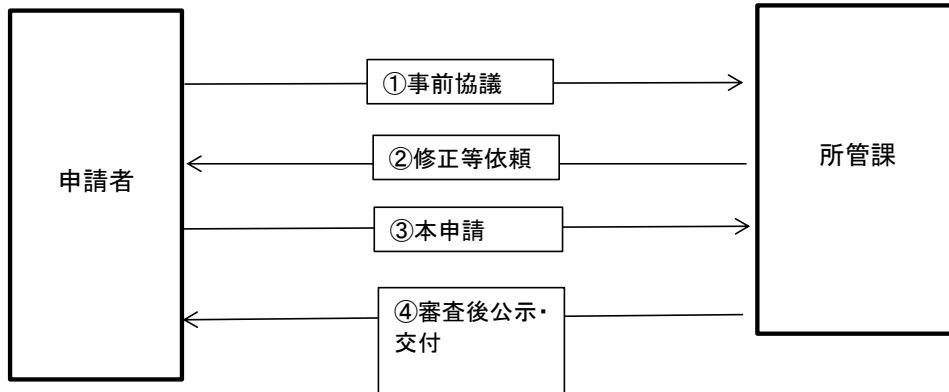 ①事前協議
②修正等依頼
申請者
所管課
③本申請
④審査後公示・
交付